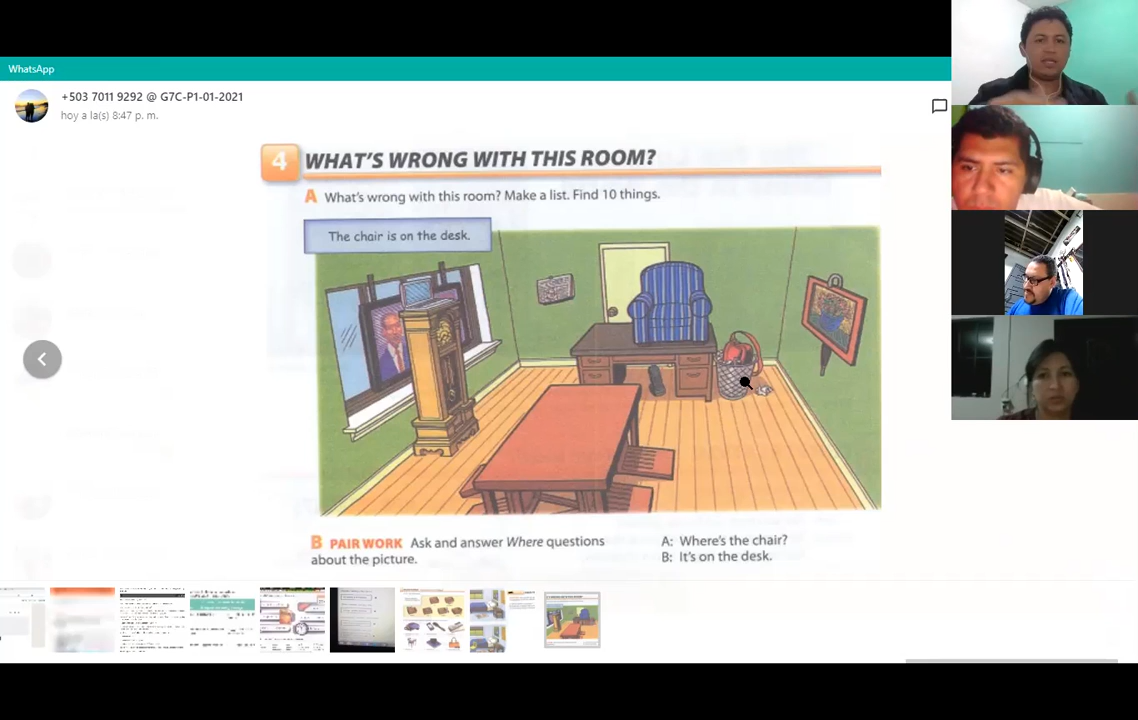 WhatsApp
+503 7011 9292 @ G7C-P1-01-2021
hoy a la(s) 8:47 p. m.
4 WHAT'S WRONG WITH THIS ROOM?
A What's wrong with this room? Make a list. Find 10 things.
The chair is on the desk.
B PAIR WORK Ask and answer Where questions
about the picture.
A: Where's the chair?
B: It's on the desk.